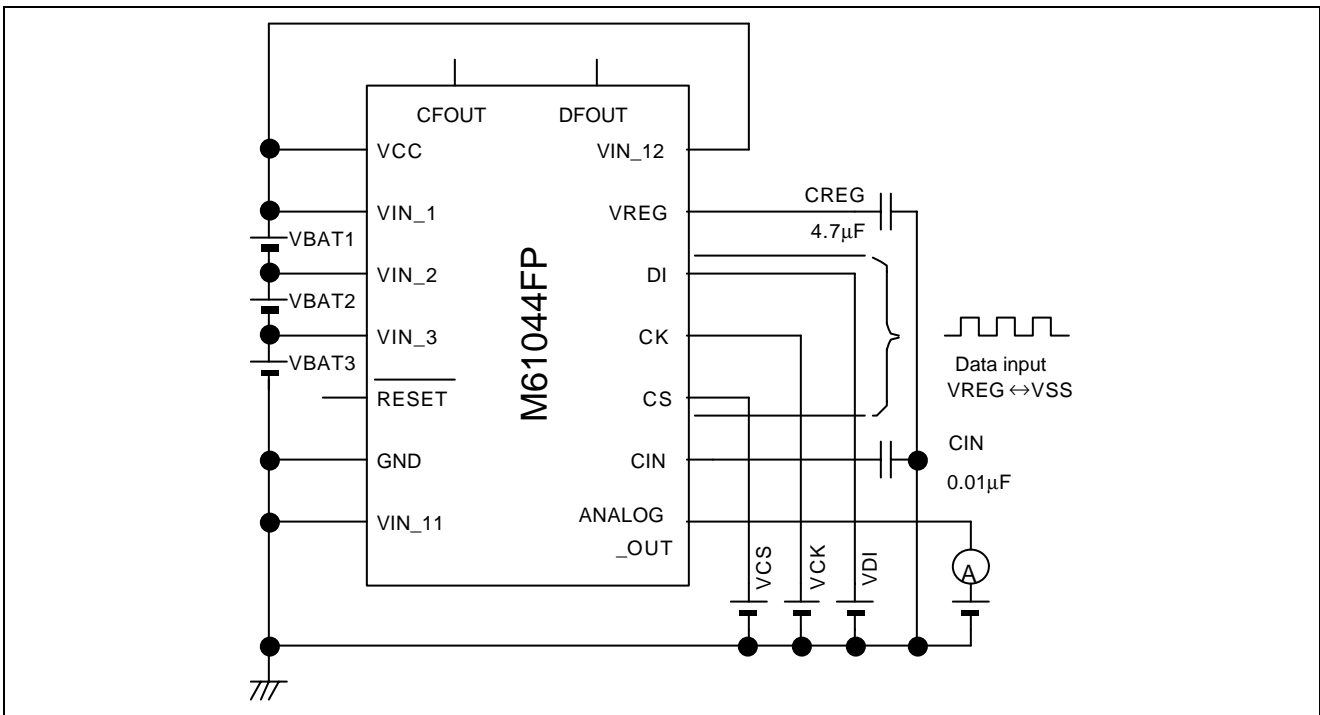 CFOUT
DFOUT
VCC
VIN_12
VIN_1
VREG
CREG
4.7µF
VBAT1
VIN_2
DI
VBAT2
VIN_3
CK
VBAT3
RESET
CS
M61044FP
Data input
VREG ↔VSS
GND
CIN
CIN
0.01µF
VIN_11
ANALOG
_OUT
VCS
VCK
VDI
A